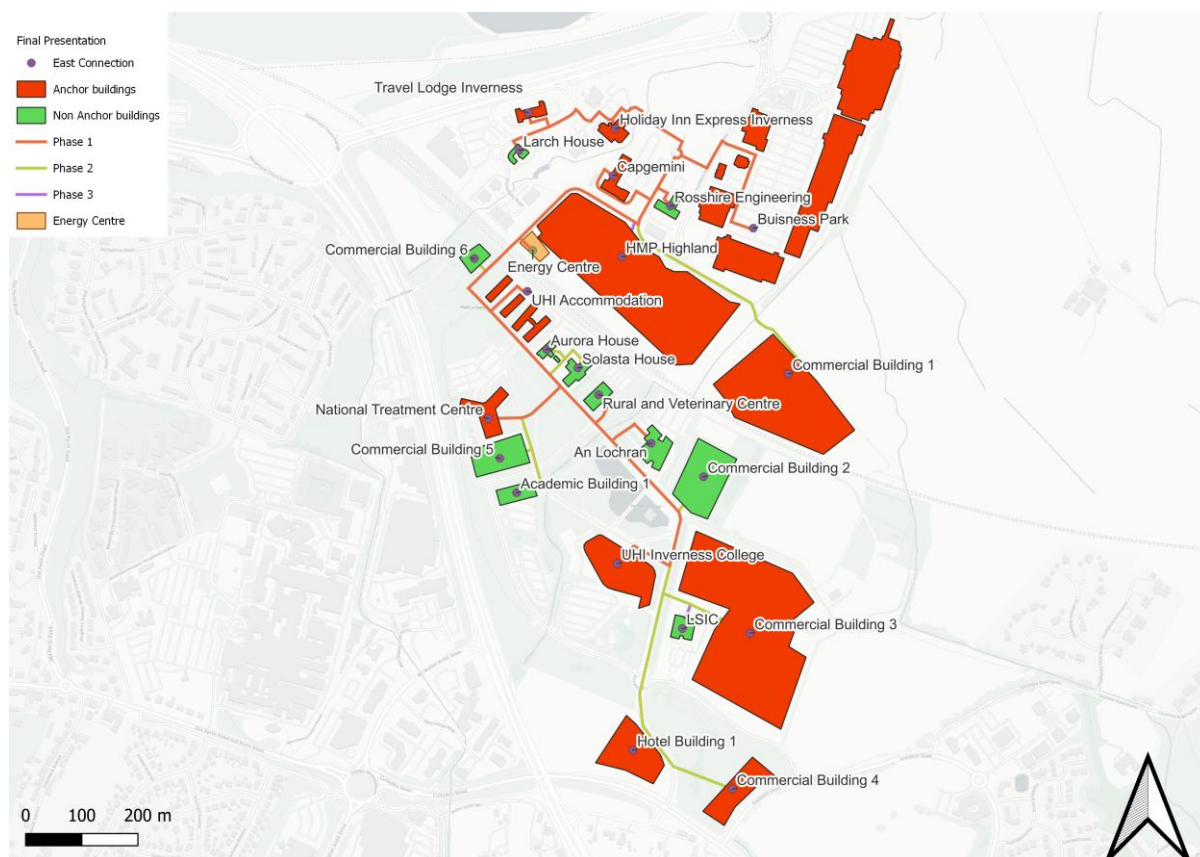 Final Presentation
East Connection
Anchor buildings
Non Anchor buildings
Phase 1
Phase 2
Phase 3
Energy Centre
Travel Lodge Inverness
Holiday Inn Express Inverness
Larch House
Capgemini
Rosshire Engineering
Buisness Park
Commercial Building 6
HMP Highland
Energy Centre
UHI Accommodation
Aurora House
Solasta House
Commercial Building 1
Rural and Veterinary Centre
National Treatment Centre
Commercial Building 5
An Lochran
Commercial Building 2
Academic Building 1
UHI Inverness College
LSIC
Commercial Building 3
Hotel Building 1
Commercial Building 4
0 100 200 m